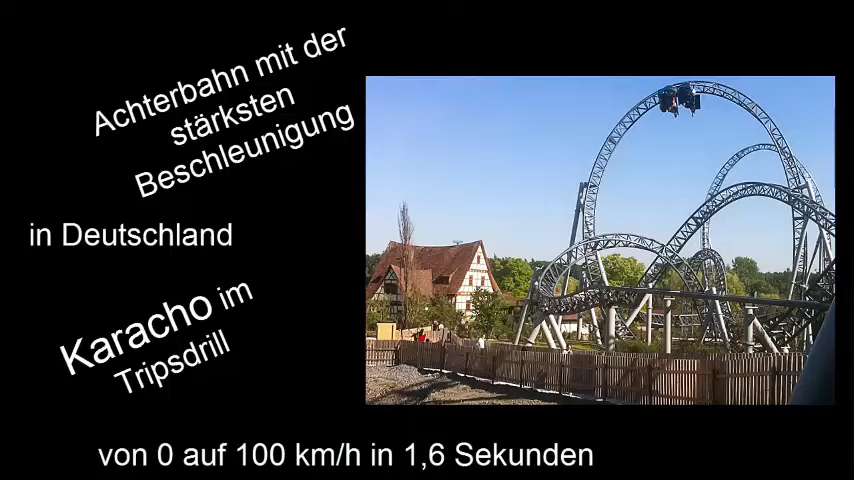 Achterbahn mit der
stärksten
Beschleunigung
in Deutschland
Karacho im
Tripsdrill
von 0 auf 100 km/h in 1,6 Sekunden